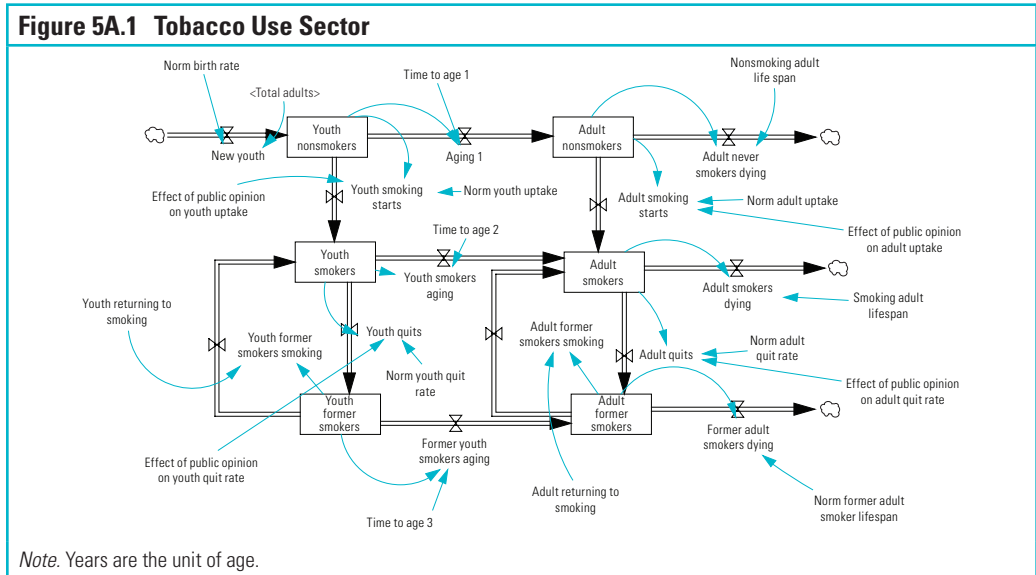 Figure 5A.1 Tobacco Use Sector
Norm birth rate
<Total adults>
Time to age 1
Nonsmoking adult
life span
Youth
nonsmokers
Adult
nonsmokers
New youth
Aging 1
Adult never
smokers dying
Effect of public opinion
on youth uptake
Youth smoking
starts
Norm youth uptake
Adult smoking
starts
Norm adult uptake
Effect of public opinion
on adult uptake
Time to age 2
Youth
smokers
Youth smokers
aging
Adult
smokers
Adult smokers
dying
Smoking adult
lifespan
Youth returning to
smoking
Youth former
smokers smoking
Youth quits
Norm youth quit
rate
Adult former
smokers smoking
Adult quits
Norm adult
quit rate
Effect of public opinion
on adult quit rate
Youth
former
smokers
Adult
former
smokers
Former youth
smokers aging
Former adult
smokers dying
Effect of public opinion
on youth quit rate
Time to age 3
Adult returning to
smoking
Norm former adult
smoker lifespan
Note. Years are the unit of age.